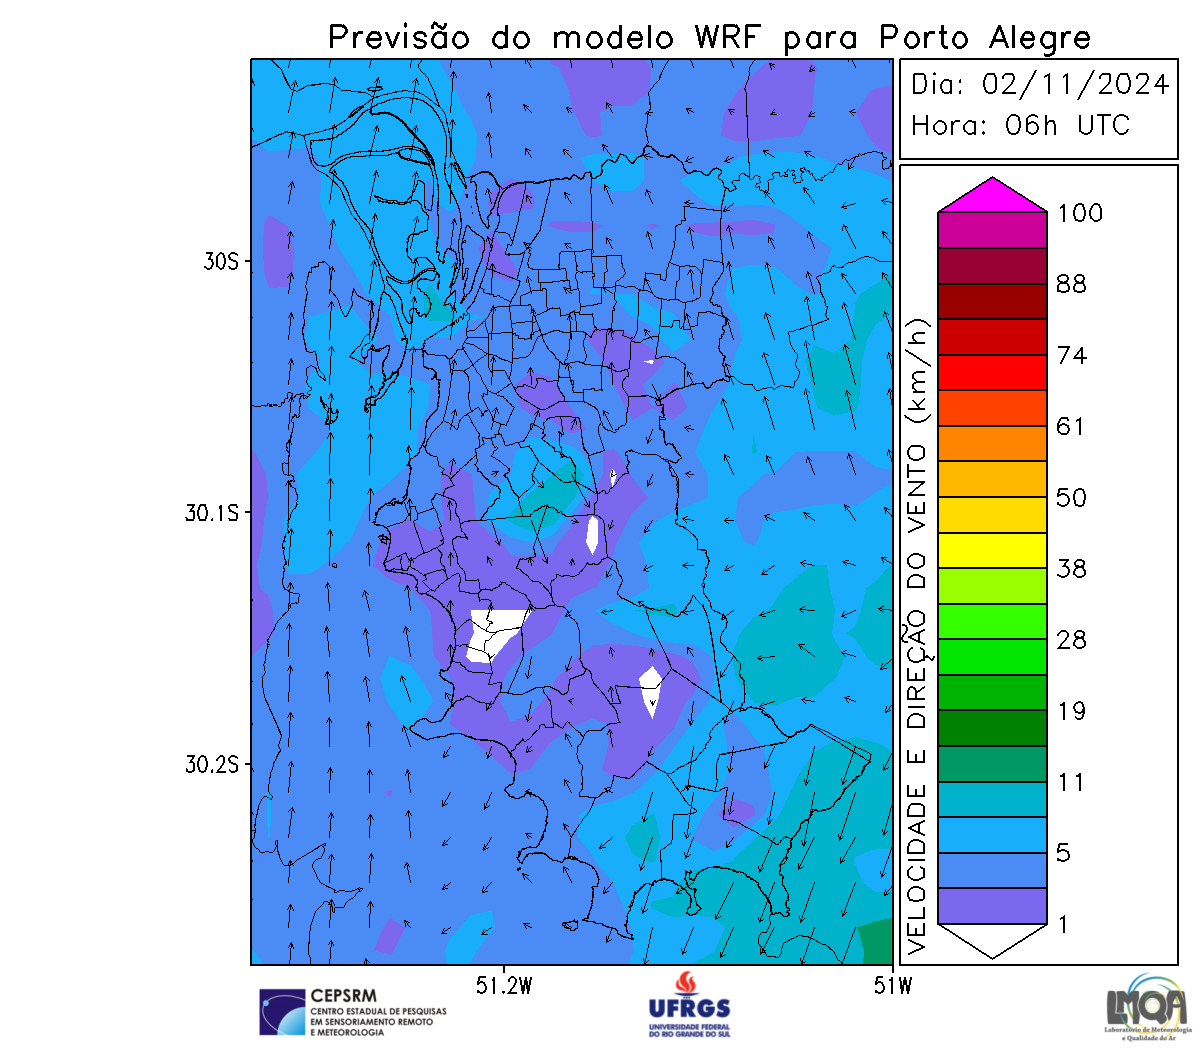 Previsão do modelo WRF para Porto Alegre
Dia: 02/11/2024
Hora: 06h UTC
30S
30.1S
30.2S
51.2W
51W
VELOCIDADE E DIREÇÃO DO VENTO (km/h)
100
88
74
61
50
38
28
19
11
5
1
CEPSRM
CENTRO ESTADUAL DE PESQUISAS
EM SENSORIAMENTO REMOTO
E METEOROLOGIA
UFRGS
UNIVERSIDADE FEDERAL
DO RIO GRANDE DO SUL
LMQA
Laboratório de Meteorologia
e Qualidade do Ar